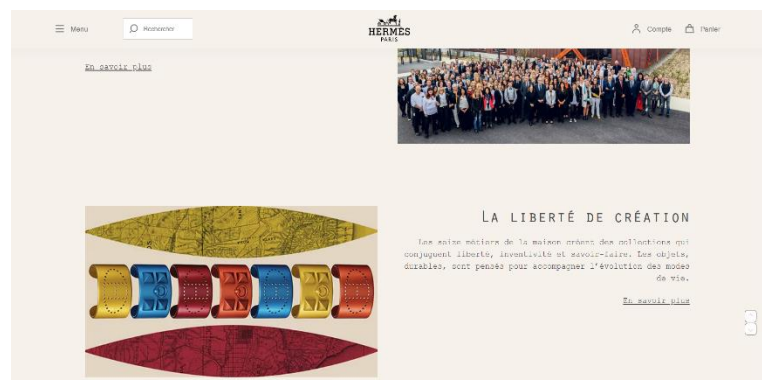 Menu
Rechercher
HERMÈS
PARIS
Compte
Panier
En savoir plus
LA LIBERTÉ DE CRÉATION
Les seize métiers de la maison créent des collections qui
conjuguent liberté, inventivité et savoir-faire. Les objets,
durables, sont pensés pour accompagner l'évolution des modes
de vie.
En savoir plus